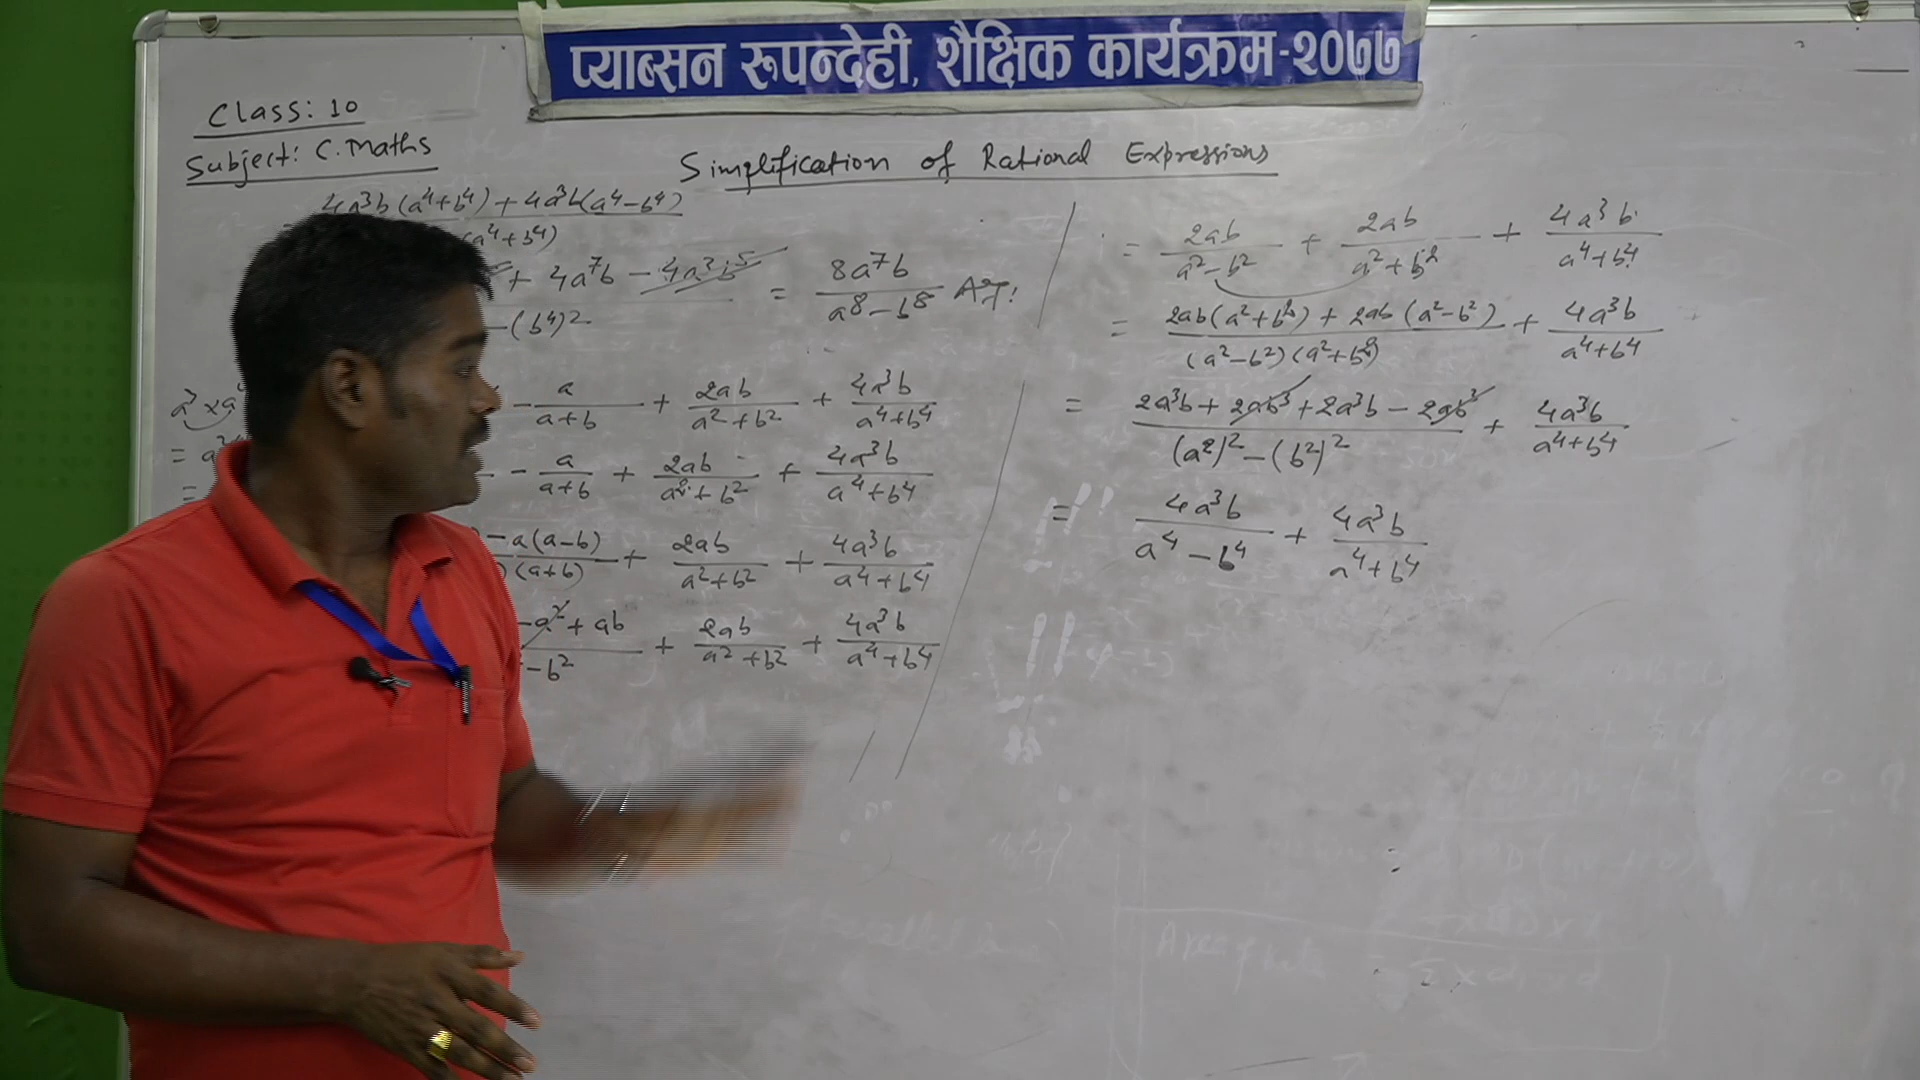 प्याब्सन रुपन्देही, शैक्षिक कार्यक्रम-२०७७
Class: 10
Subject: C. Maths
Simplification of Rational Expressions
4a³b(a⁴+b⁴) + 4a³b(a⁴-b⁴)
(a⁴+b⁴)
+ 4a⁷b - 4a³b⁵ = 8a⁷b / (a⁸-b⁸)
-(b⁴)²
- a/(a+b) + 2ab/(a²+b²) + 4a³b/(a⁴+b⁴)
- a/(a+b) + 2ab/(a²+b²) + 4a³b/(a⁴+b⁴)
-a(a-b) / (a+b) + 2ab/(a²+b²) + 4a³b/(a⁴+b⁴)
-a²+ab / -b² + 2ab/(a²+b²) + 4a³b/(a⁴+b⁴)
= 2ab/(a²-b²) + 2ab/(a²+b²) + 4a³b/(a⁴+b⁴)
= 2ab(a²+b²) + 2ab(a²-b²) / (a²-b²)(a²+b²) + 4a³b/(a⁴+b⁴)
= 2a³b + 2ab³ + 2a³b - 2ab³ / (a²)²-(b²)² + 4a³b/(a⁴+b⁴)
= 4a³b/(a⁴-b⁴) + 4a³b/(a⁴+b⁴)